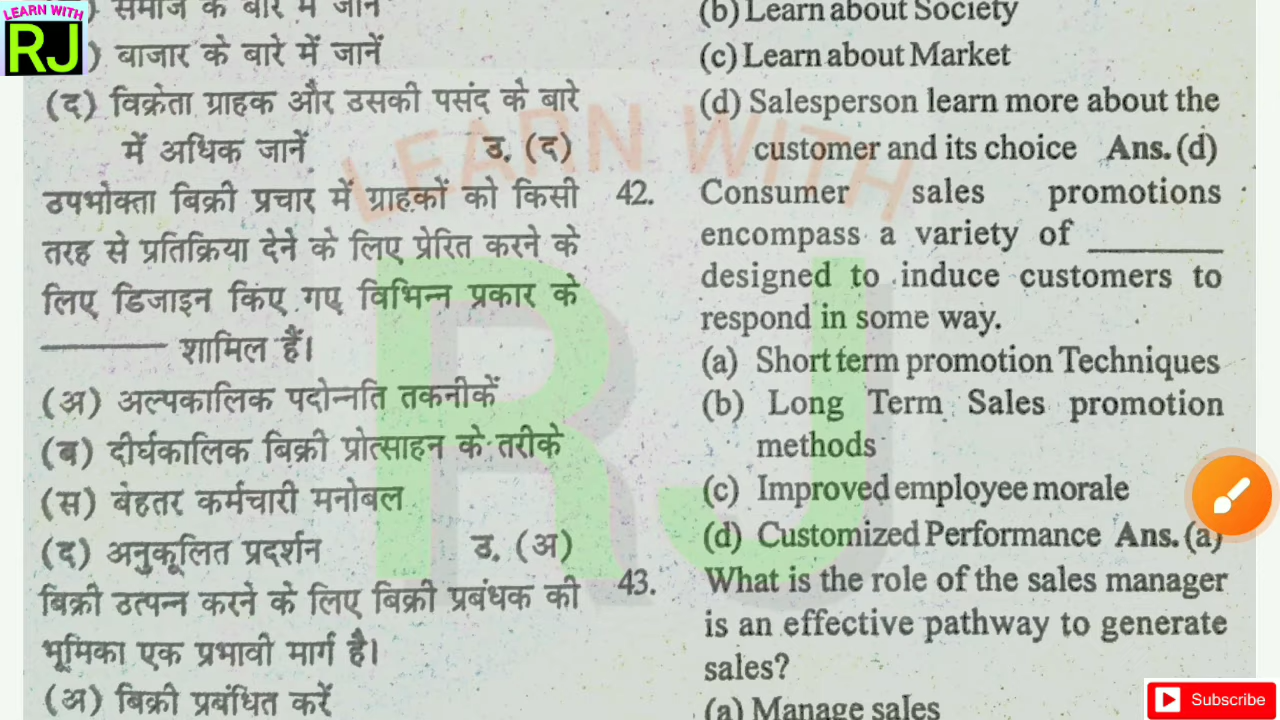 LEARN WITH
RJ
समाज के बारे में जानें
) बाजार के बारे में जानें
(द) विक्रेता ग्राहक और उसकी पसंद के बारे
में अधिक जानें उ. (द)
उपभोक्ता बिक्री प्रचार में ग्राहकों को किसी
तरह से प्रतिक्रिया देने के लिए प्रेरित करने के
लिए डिजाइन किए गए विभिन्न प्रकार के
________ शामिल हैं।
(अ) अल्पकालिक पदोन्नति तकनीकें
(ब) दीर्घकालिक बिक्री प्रोत्साहन के तरीके
(स) बेहतर कर्मचारी मनोबल
(द) अनुकूलित प्रदर्शन उ. (अ)
बिक्री उत्पन्न करने के लिए बिक्री प्रबंधक की
भूमिका एक प्रभावी मार्ग है।
(अ) बिक्री प्रबंधित करें
(b) Learn about Society
(c) Learn about Market
(d) Salesperson learn more about the
customer and its choice Ans. (d)
42. Consumer sales promotions
encompass a variety of ________
designed to induce customers to
respond in some way.
(a) Short term promotion Techniques
(b) Long Term Sales promotion
methods
(c) Improved employee morale
(d) Customized Performance Ans. (a)
43. What is the role of the sales manager
is an effective pathway to generate
sales?
(a) Manage sales
LEARN WITH
RJ
Subscribe